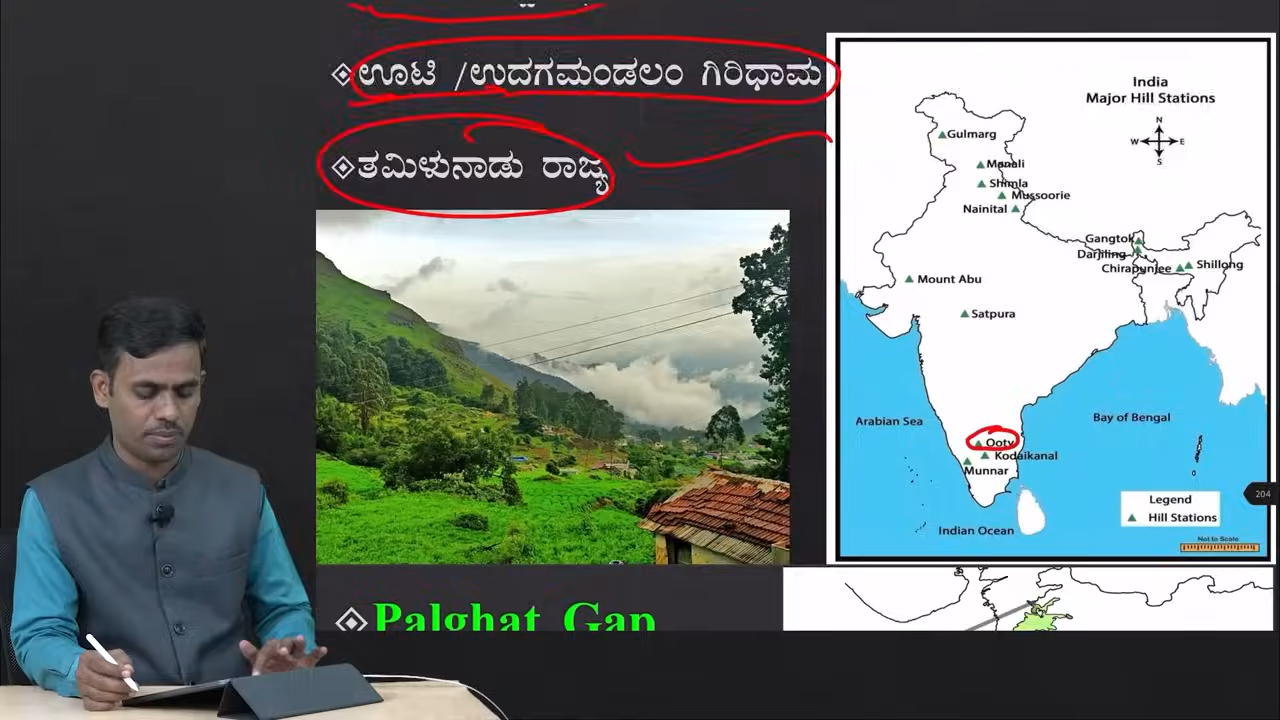 ಊಟಿ /ಉದಗಮಂಡಲಂ ಗಿರಿಧಾಮ
ತಮಿಳುನಾಡು ರಾಜ್ಯ
India
Major Hill Stations
N
W E
S
Gulmarg
Manali
Shimla
Mussoorie
Nainital
Gangtok
Darjiling
Chirapunjee
Shillong
Mount Abu
Satpura
Arabian Sea
Bay of Bengal
Ooty
Kodaikanal
Munnar
Indian Ocean
Legend
Hill Stations
Not to Scale
204
Palghat Gap